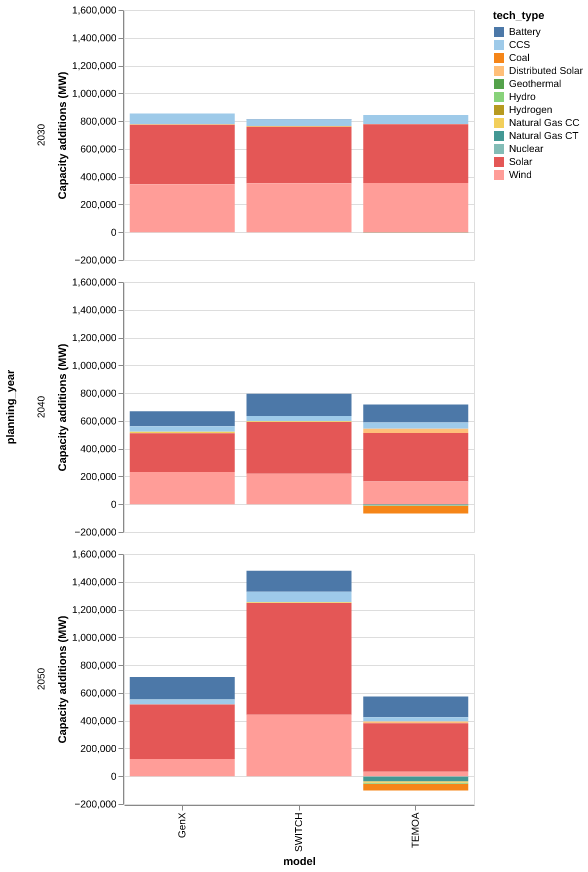 tech_type
Battery
CCS
Coal
Distributed Solar
Geothermal
Hydro
Hydrogen
Natural Gas CC
Natural Gas CT
Nuclear
Solar
Wind
planning_year
2030
Capacity additions (MW)
1,600,000
1,400,000
1,200,000
1,000,000
800,000
600,000
400,000
200,000
0
−200,000
2040
Capacity additions (MW)
1,600,000
1,400,000
1,200,000
1,000,000
800,000
600,000
400,000
200,000
0
−200,000
2050
Capacity additions (MW)
1,600,000
1,400,000
1,200,000
1,000,000
800,000
600,000
400,000
200,000
0
−200,000
GenX
SWITCH
TEMOA
model